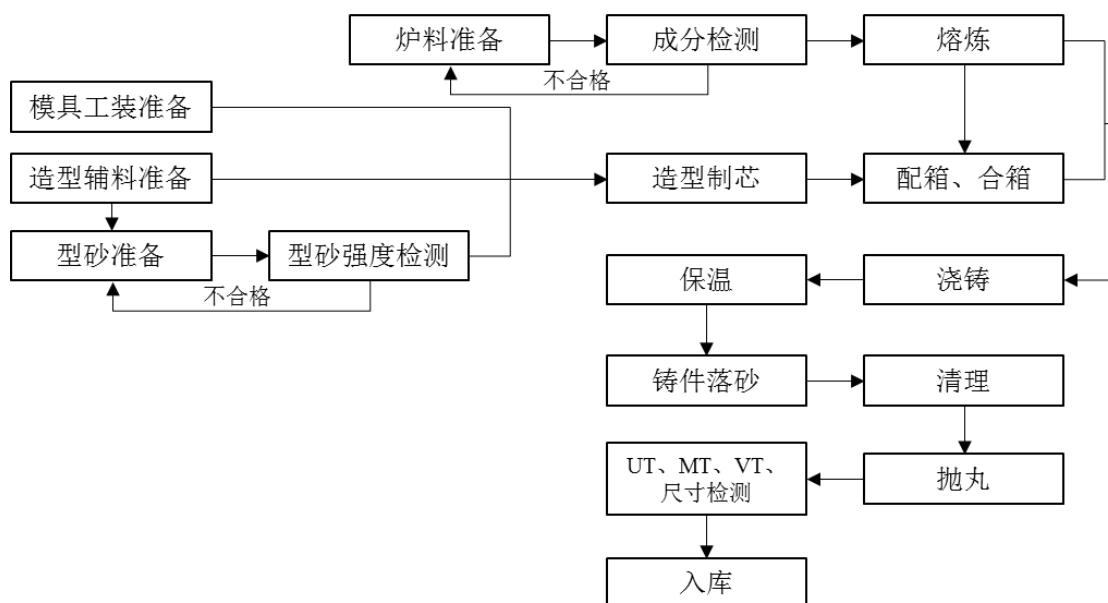 炉料准备
成分检测
熔炼
不合格
模具工装准备
造型辅料准备
造型制芯
配箱、合箱
型砂准备
型砂强度检测
不合格
保温
浇铸
铸件落砂
清理
UT、MT、VT、
尺寸检测
抛丸
入库